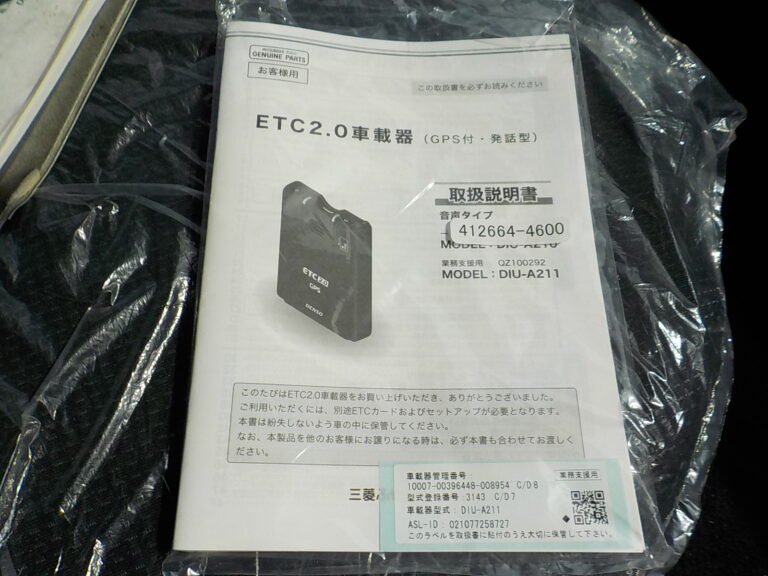 GENUINE PARTS
お客様用
この取扱書を必ずお読みください
ETC2.0車載器（GPS付・発話型）
取扱説明書
音声タイプ
412664-4600
MODEL：DIU-A210
業務支援用 QZ100292
MODEL：DIU-A211
ETC2.0
GPS
DENSO
このたびはETC2.0車載器をお買い上げいただき、ありがとうございました。
ご利用いただくには、別途ETCカードおよびセットアップが必要となります。
本書は紛失しないよう車の中に保管してください。
なお、本製品を他のお客様にお譲りになる時は、必ず本書も合わせてお渡しくだ
さい。
三菱
車載器管理番号：
業務支援用
10007-00396448-008954 C/D8
型式登録番号：3143 C/D7
車載器型式：DIU-A211
ASL-ID：021077258727
このラベルを取扱書に貼付のうえ大切に保管して下さい。